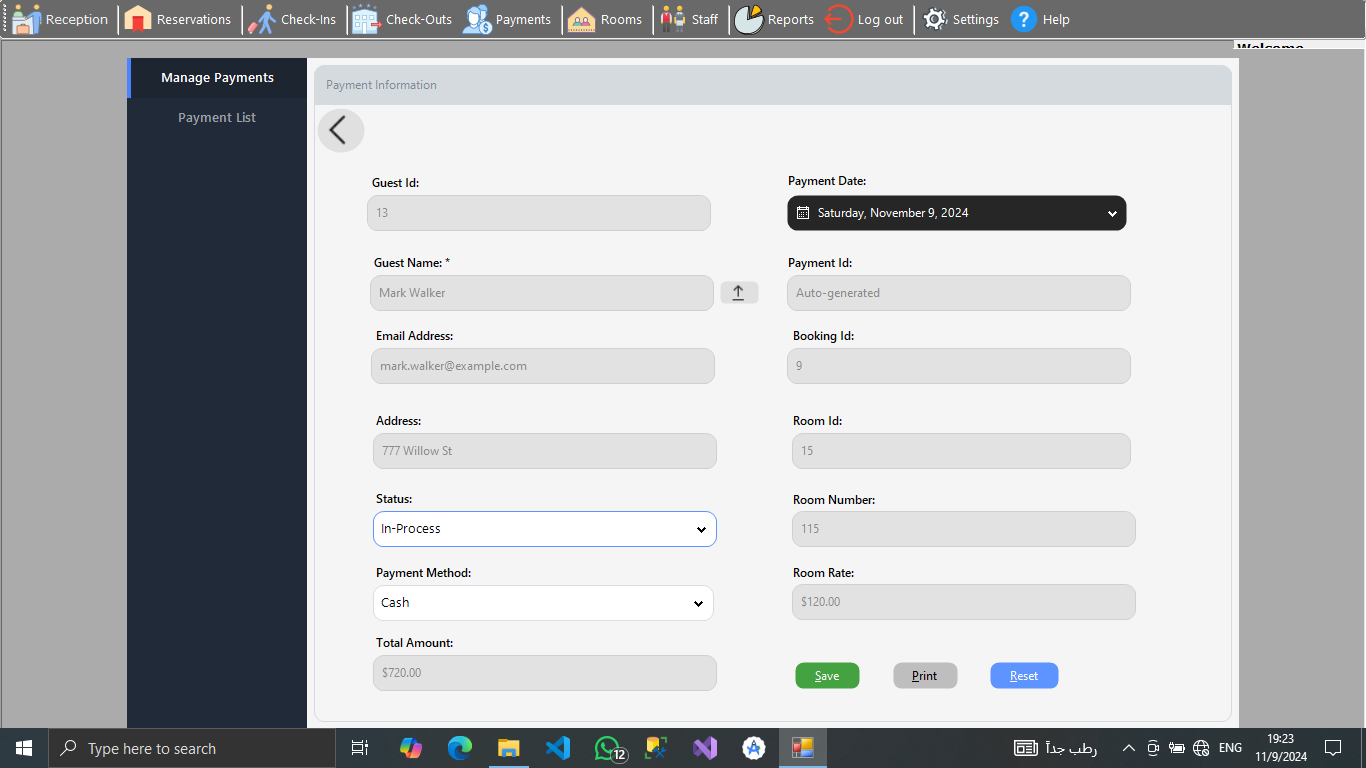 Reception Reservations Check-Ins Check-Outs Payments Rooms Staff Reports Log out Settings Help
Welcome
Manage Payments
Payment List
Payment Information
Guest Id:
13
Payment Date:
Saturday, November 9, 2024
Guest Name: *
Mark Walker
Payment Id:
Auto-generated
Email Address:
mark.walker@example.com
Booking Id:
9
Address:
777 Willow St
Room Id:
15
Status:
In-Process
Room Number:
115
Payment Method:
Cash
Room Rate:
$120.00
Total Amount:
$720.00
Save Print Reset
Type here to search
12
رطب جداً
ENG
19:23
11/9/2024